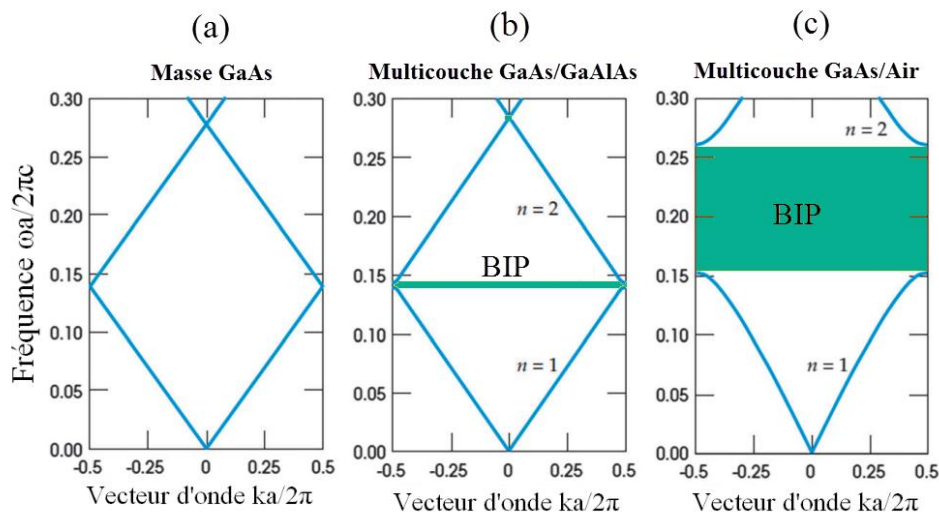 (a)
Masse GaAs
Fréquence ωa/2πc
0.30
0.25
0.20
0.15
0.10
0.05
0.00
-0.5
-0.25
0
0.25
0.5
Vecteur d'onde ka/2π
(b)
Multicouche GaAs/GaAlAs
0.30
0.25
0.20
0.15
0.10
0.05
0.00
n = 2
BIP
n = 1
-0.5
-0.25
0
0.25
0.5
Vecteur d'onde ka/2π
(c)
Multicouche GaAs/Air
0.30
0.25
0.20
0.15
0.10
0.05
0.00
n = 2
BIP
n = 1
-0.5
-0.25
0
0.25
0.5
Vecteur d'onde ka/2π